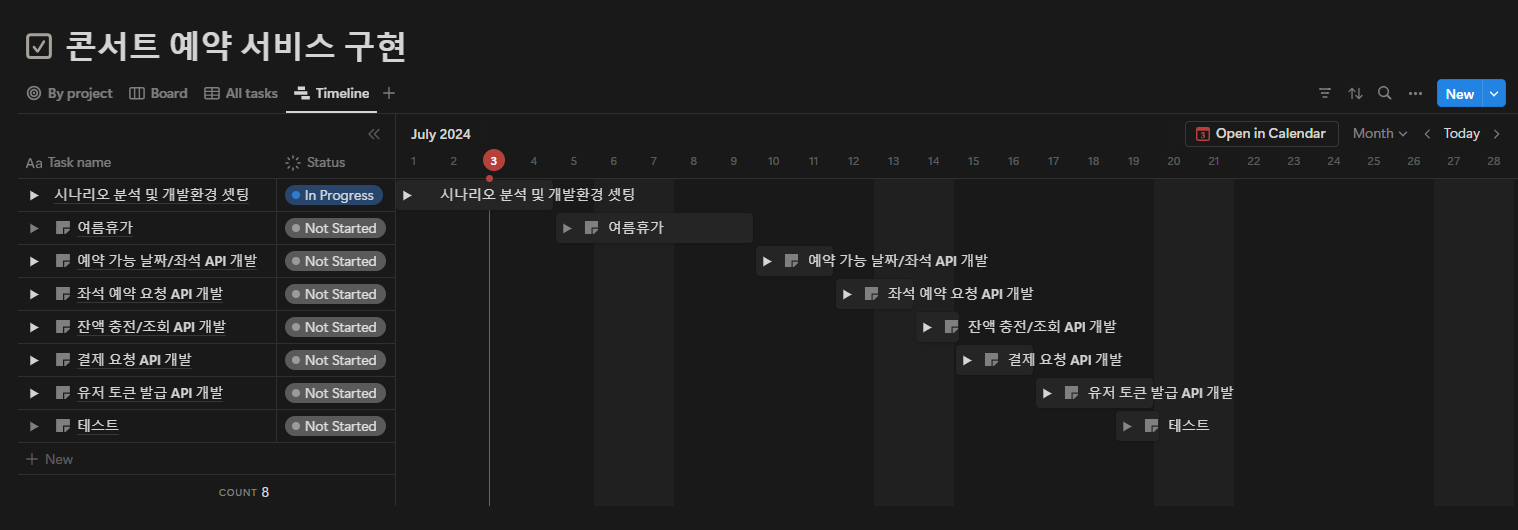 콘서트 예약 서비스 구현
By project Board All tasks Timeline
New
July 2024
3 Open in Calendar Month Today
Aa Task name Status
1 2 3 4 5 6 7 8 9 10 11 12 13 14 15 16 17 18 19 20 21 22 23 24 25 26 27 28
시나리오 분석 및 개발환경 셋팅 In Progress 시나리오 분석 및 개발환경 셋팅
여름휴가 Not Started 여름휴가
예약 가능 날짜/좌석 API 개발 Not Started 예약 가능 날짜/좌석 API 개발
좌석 예약 요청 API 개발 Not Started 좌석 예약 요청 API 개발
잔액 충전/조회 API 개발 Not Started 잔액 충전/조회 API 개발
결제 요청 API 개발 Not Started 결제 요청 API 개발
유저 토큰 발급 API 개발 Not Started 유저 토큰 발급 API 개발
테스트 Not Started 테스트
New
COUNT 8